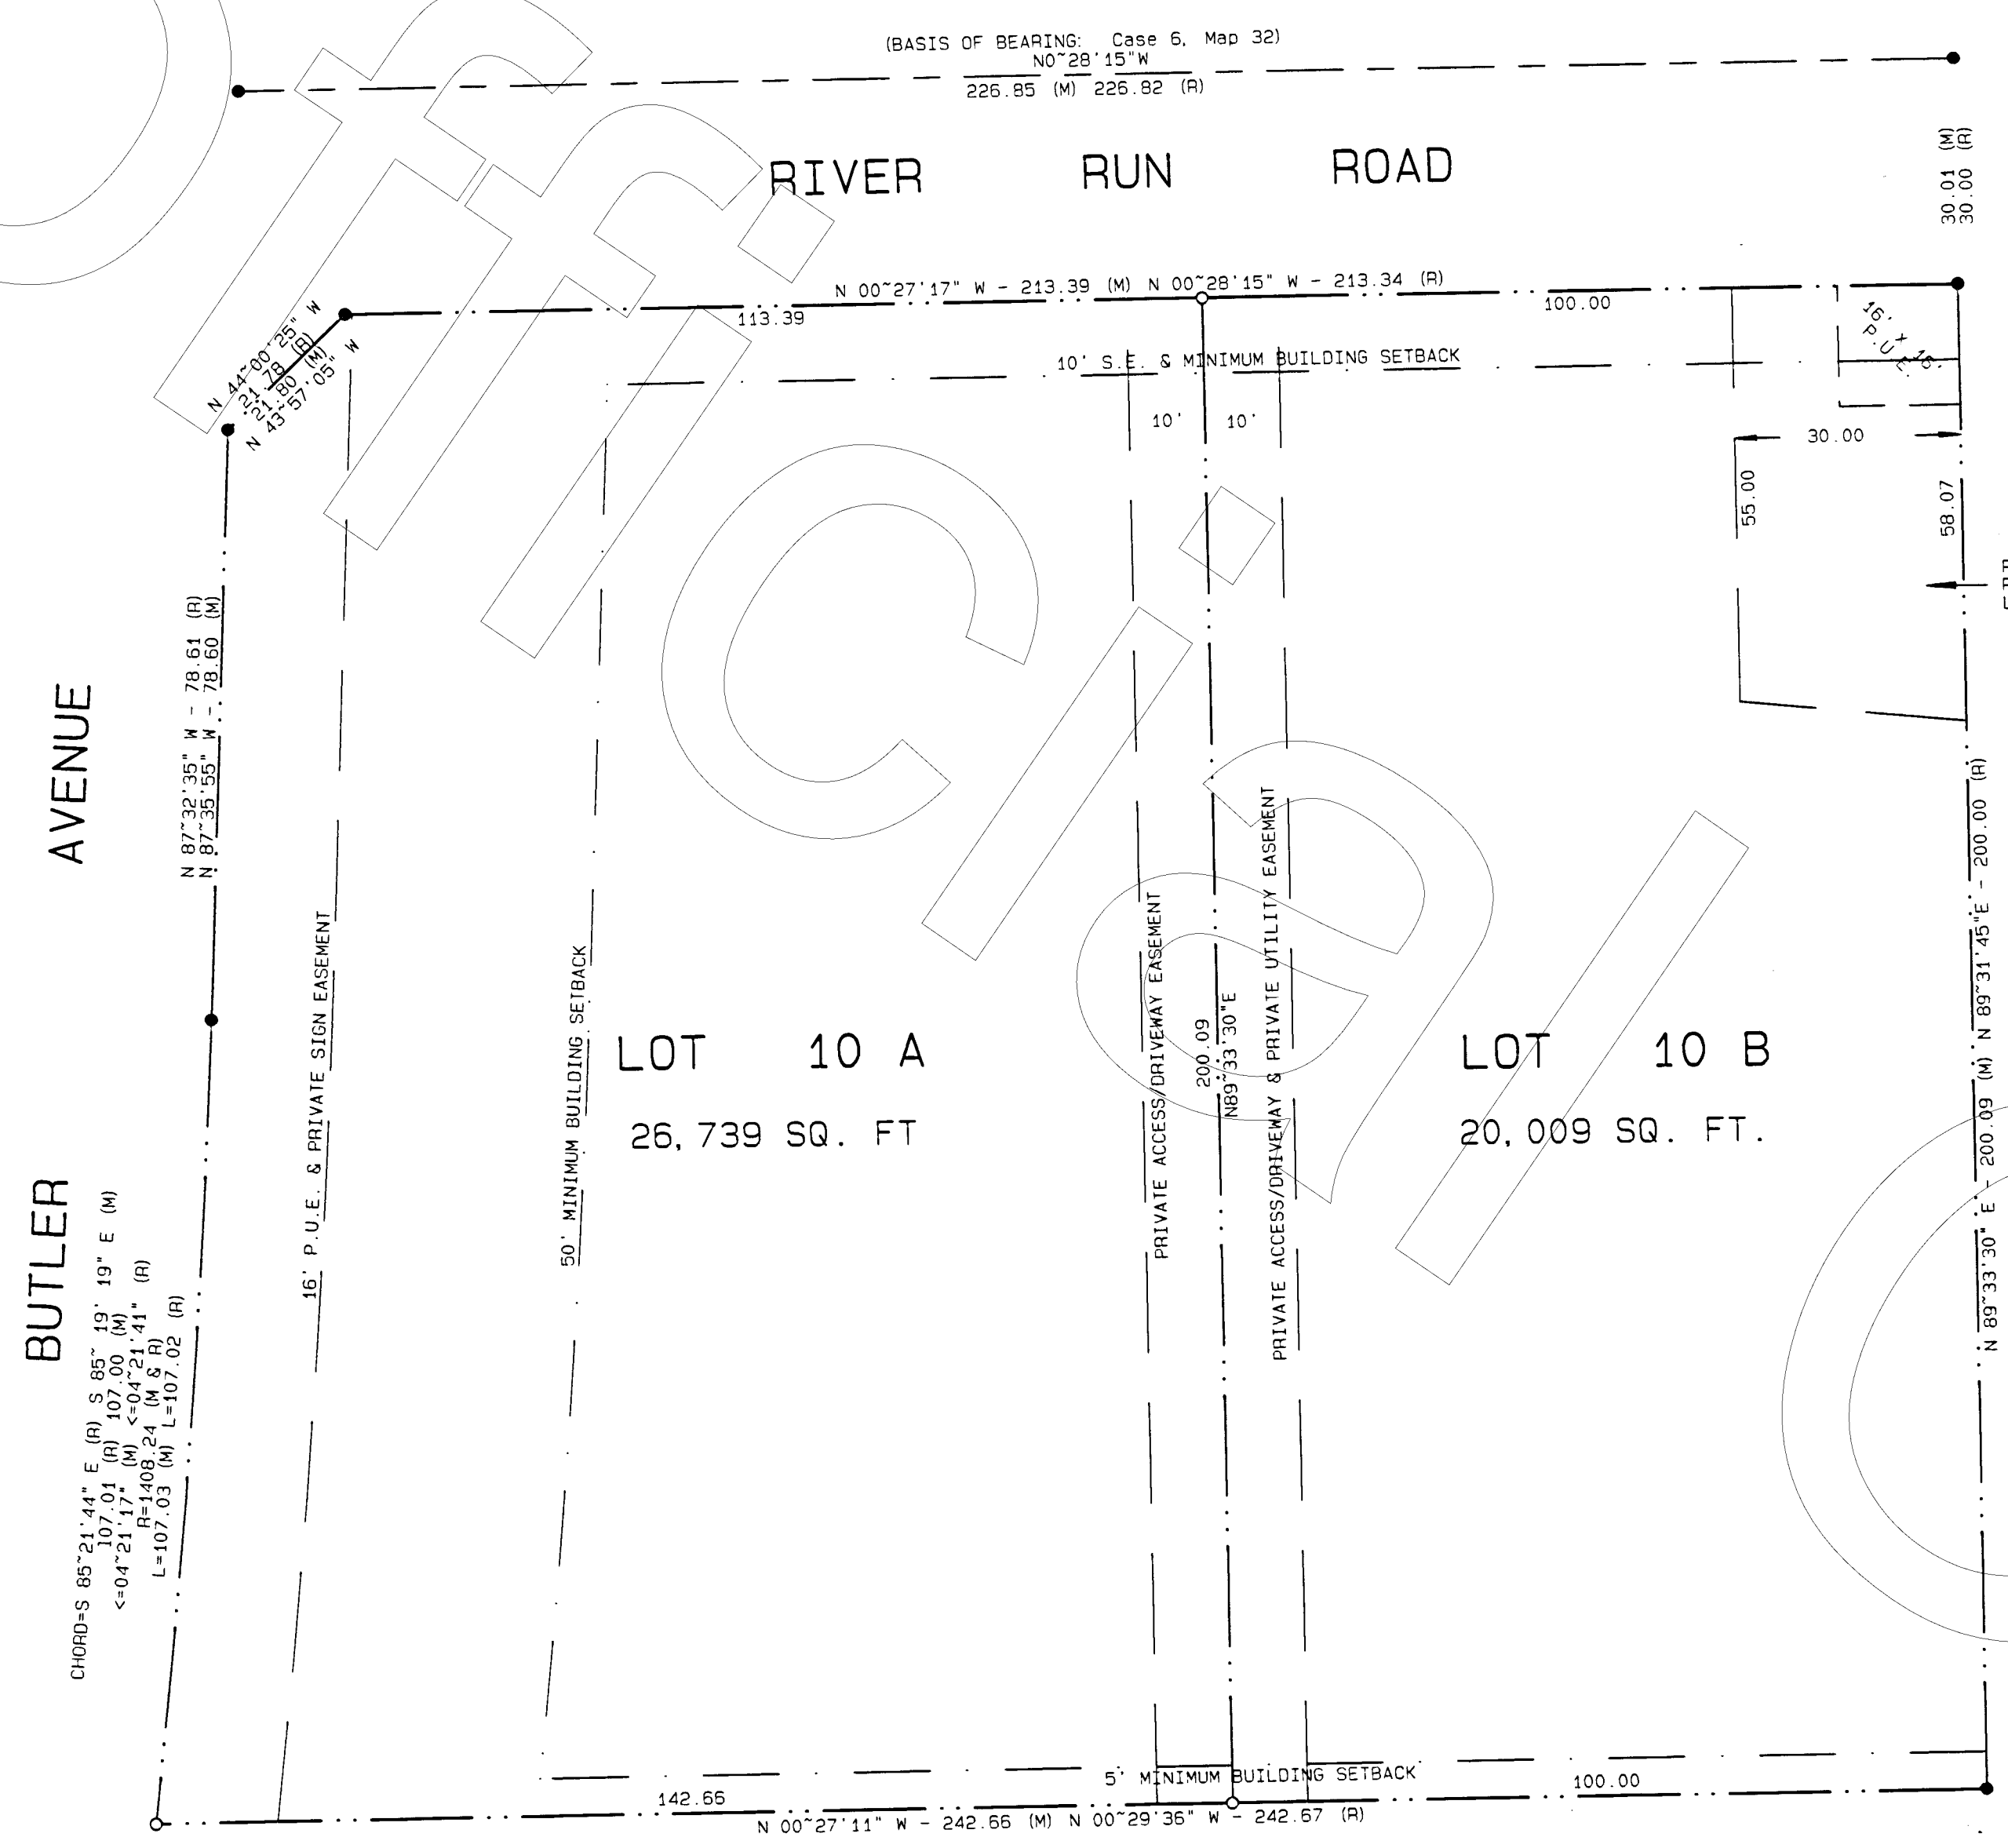 (BASIS OF BEARING: Case 6, Map 32)
N0~28'15"W
226.85 (M) 226.82 (R)
RIVER RUN ROAD
30.01 (M)
30.00 (R)
N 00~27'17" W - 213.39 (M) N 00~28'15" W - 213.34 (R)
113.39
100.00
N 44~00'25" W
21.78 (R)
21.80 (M)
N 43~57'05" W
16' x 16'
P.U.E.
10' S.E. & MINIMUM BUILDING SETBACK
10'
10'
30.00
55.00
58.07
N 87~32'35" W - 78.61 (R)
N 87~35'55" W - 78.60 (M)
BUTLER AVENUE
16' P.U.E. & PRIVATE SIGN EASEMENT
50' MINIMUM BUILDING SETBACK
LOT 10 A
26,739 SQ. FT
PRIVATE ACCESS/DRIVEWAY EASEMENT
200.09
N89~33'30"E
PRIVATE ACCESS/DRIVEWAY & PRIVATE UTILITY EASEMENT
LOT 10 B
20,009 SQ. FT.
N 89~33'30" E - 200.09 (M) N 89~31'45"E - 200.00 (R)
CHORD=S 85~21'44" E (R) S 85~ 19' 19" E (M)
107.01 (R) 107.00 (M)
<=04~21'17" (M) <=04~21'41" (R)
R=1408.24 (M & R)
L=107.03 (M) L=107.02 (R)
5' MINIMUM BUILDING SETBACK
142.66
100.00
N 00~27'11" W - 242.66 (M) N 00~29'36" W - 242.67 (R)
Official